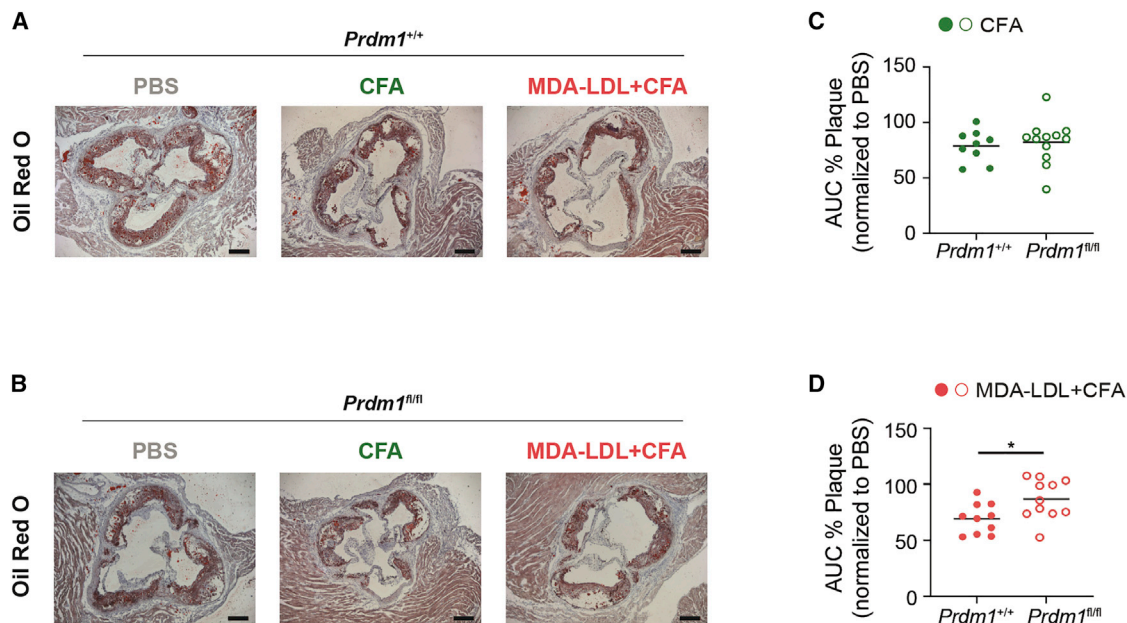 A
Prdm1+/+
PBS
CFA
MDA-LDL+CFA
Oil Red O
B
Prdm1fl/fl
PBS
CFA
MDA-LDL+CFA
Oil Red O
C
CFA
AUC % Plaque
(normalized to PBS)
150
100
50
0
Prdm1+/+ Prdm1fl/fl
D
MDA-LDL+CFA
AUC % Plaque
(normalized to PBS)
150
100
50
0
*
Prdm1+/+ Prdm1fl/fl